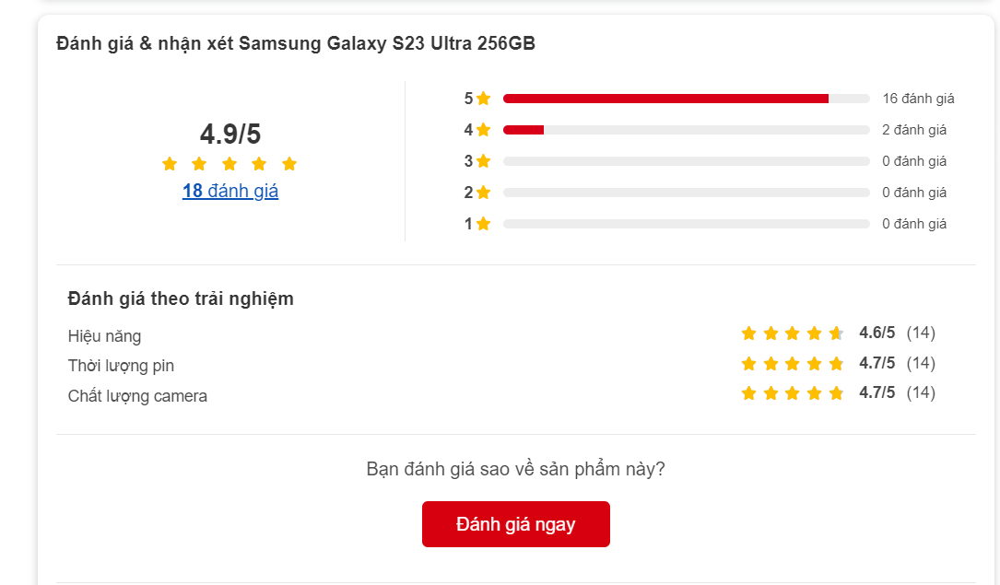 Đánh giá & nhận xét Samsung Galaxy S23 Ultra 256GB
4.9/5
18 đánh giá
5 16 đánh giá
4 2 đánh giá
3 0 đánh giá
2 0 đánh giá
1 0 đánh giá
Đánh giá theo trải nghiệm
Hiệu năng 4.6/5 (14)
Thời lượng pin 4.7/5 (14)
Chất lượng camera 4.7/5 (14)
Bạn đánh giá sao về sản phẩm này?
Đánh giá ngay